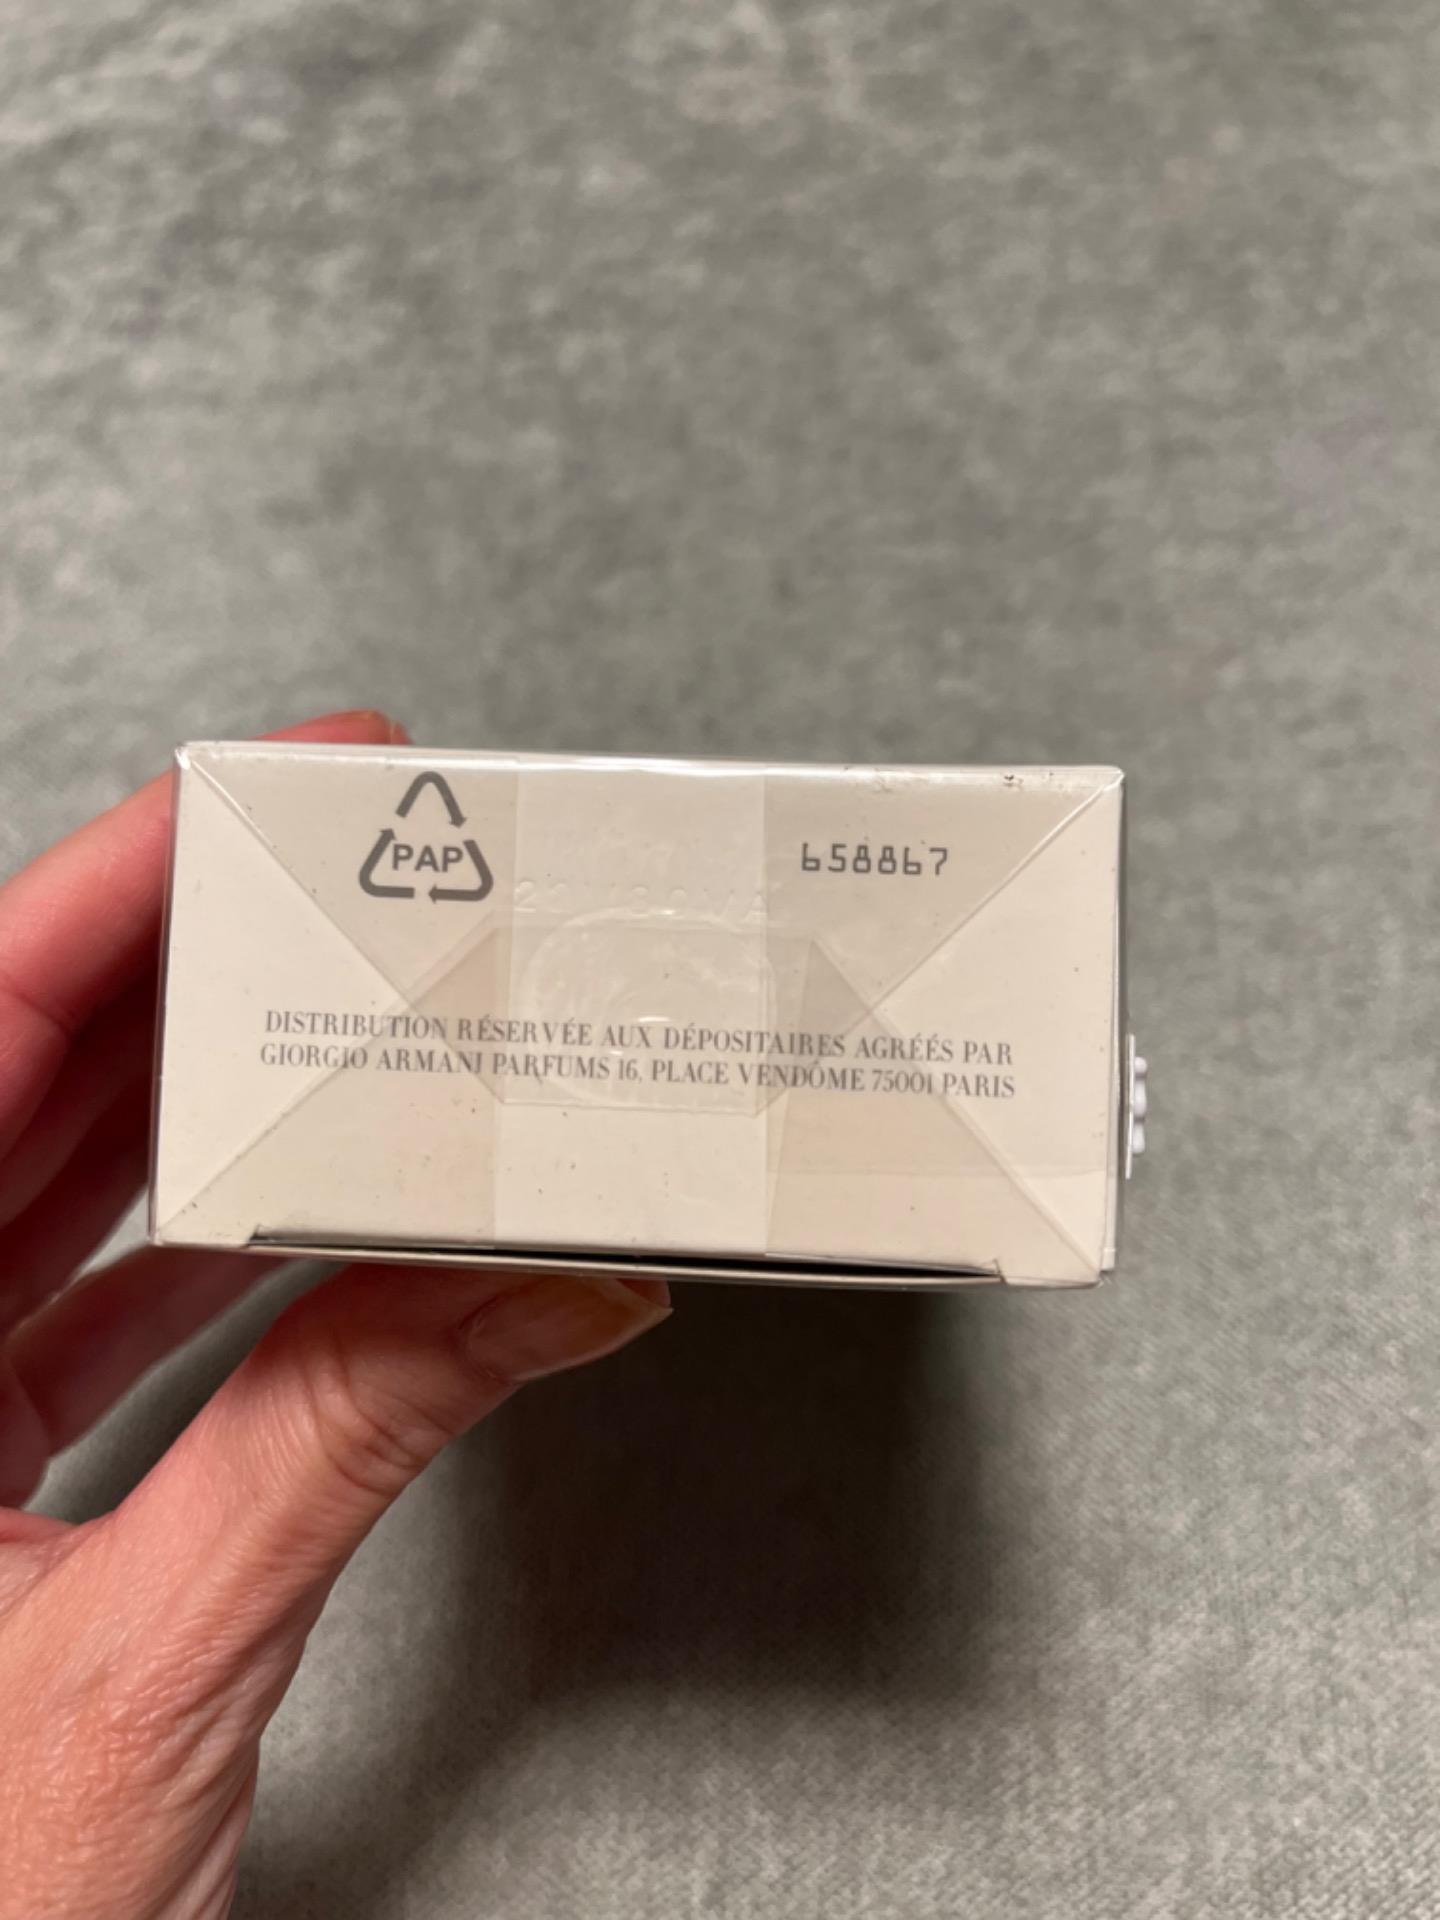 PAP
658867
DISTRIBUTION RÉSERVÉE AUX DÉPOSITAIRES AGRÉÉS PAR
GIORGIO ARMANI PARFUMS 16, PLACE VENDÔME 75001 PARIS